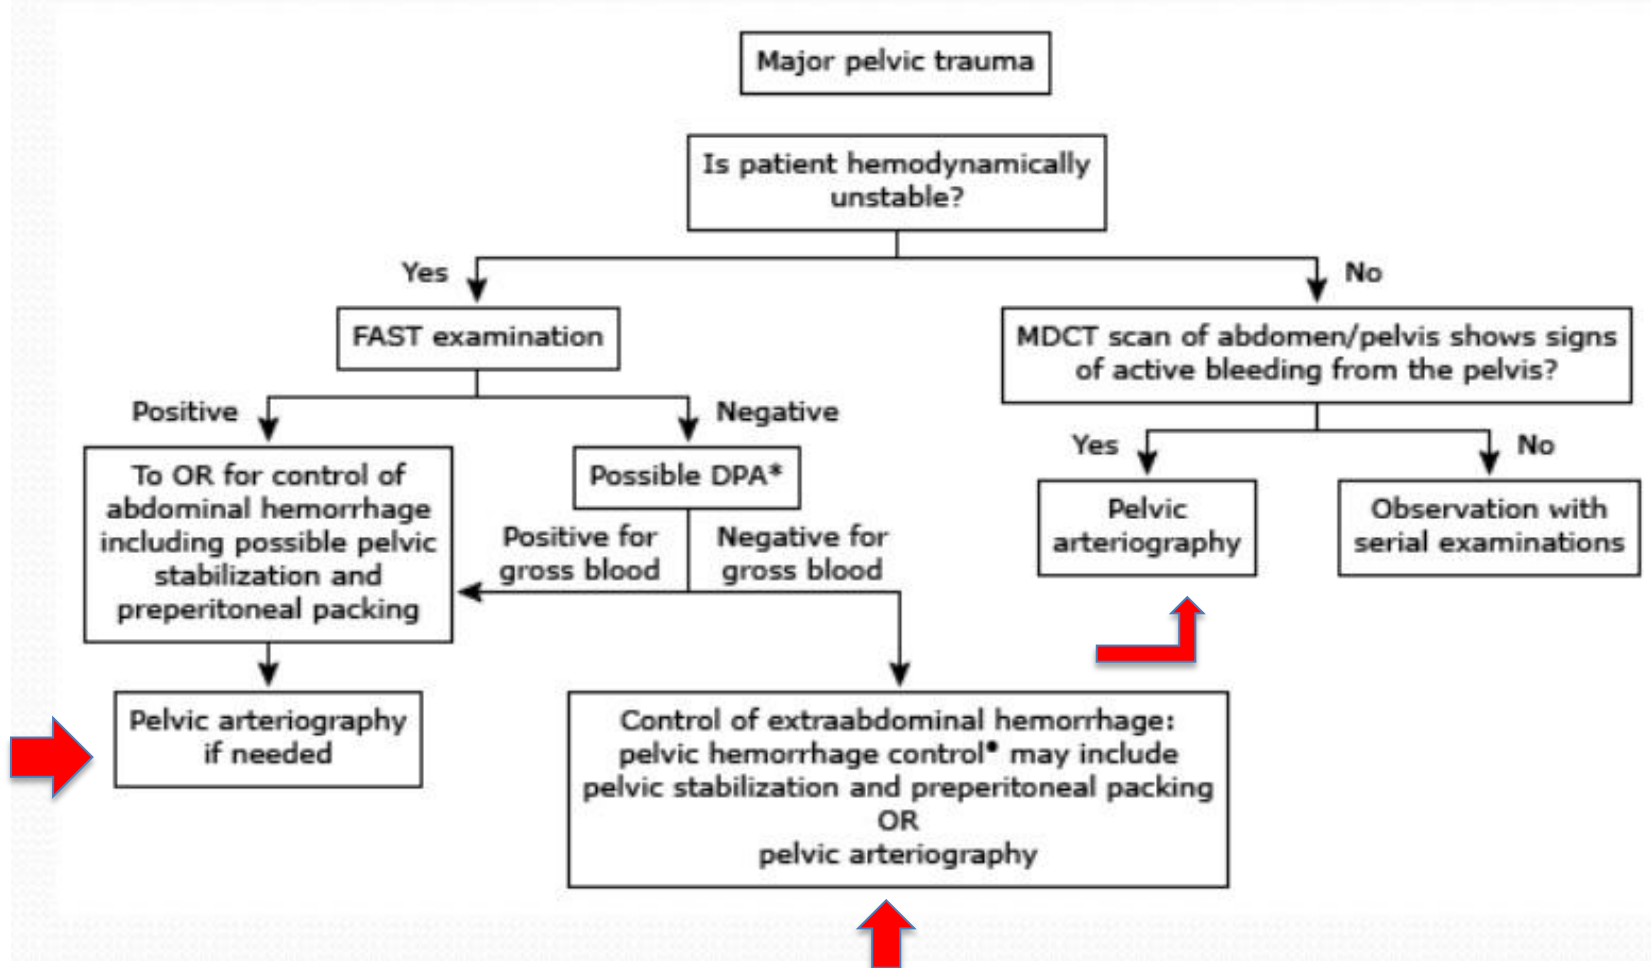 Major pelvic trauma
Is patient hemodynamically
unstable?
Yes
No
FAST examination
MDCT scan of abdomen/pelvis shows signs
of active bleeding from the pelvis?
Positive
Negative
Yes
No
To OR for control of
abdominal hemorrhage
including possible pelvic
stabilization and
preperitoneal packing
Possible DPA*
Pelvic
arteriography
Observation with
serial examinations
Positive for
gross blood
Negative for
gross blood
Pelvic arteriography
if needed
Control of extraabdominal hemorrhage:
pelvic hemorrhage control• may include
pelvic stabilization and preperitoneal packing
OR
pelvic arteriography